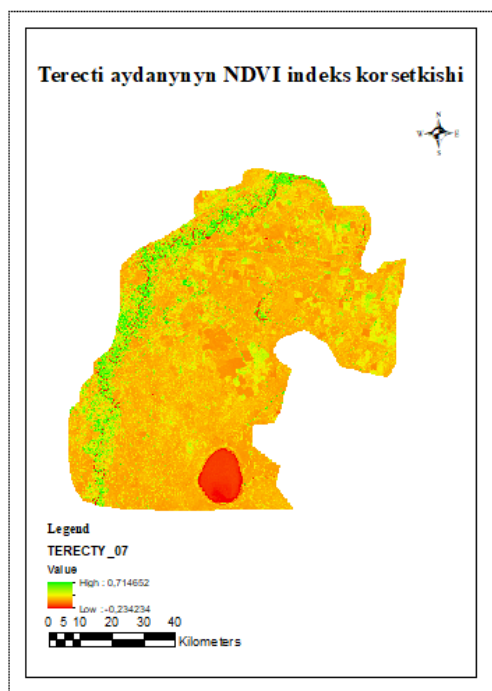 Terecti aydanynyn NDVI indeks korsetkishi
N
W E
S
Legend
TERECTY_07
Value
High : 0,714652
Low : -0,234234
0 5 10 20 30 40
Kilometers